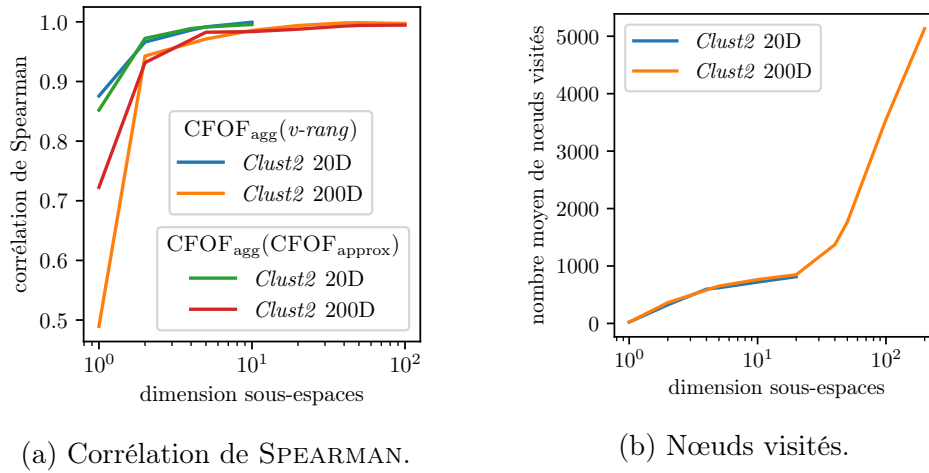 1.0
0.9
0.8
0.7
0.6
0.5
corrélation de Spearman
CFOF_agg(v-rang)
Clust2 20D
Clust2 200D
CFOF_agg(CFOF_approx)
Clust2 20D
Clust2 200D
10^0
10^1
10^2
dimension sous-espaces
(a) Corrélation de SPEARMAN.
5000
4000
3000
2000
1000
0
nombre moyen de nœuds visités
Clust2 20D
Clust2 200D
10^0
10^1
10^2
dimension sous-espaces
(b) Nœuds visités.